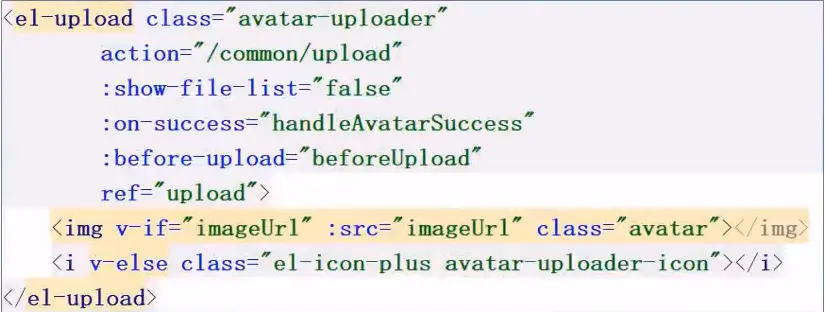 <el-upload class="avatar-uploader"
action="/common/upload"
:show-file-list="false"
:on-success="handleAvatarSuccess"
:before-upload="beforeUpload"
ref="upload">
<img v-if="imageUrl" :src="imageUrl" class="avatar"></img>
<i v-else class="el-icon-plus avatar-uploader-icon"></i>
</el-upload>